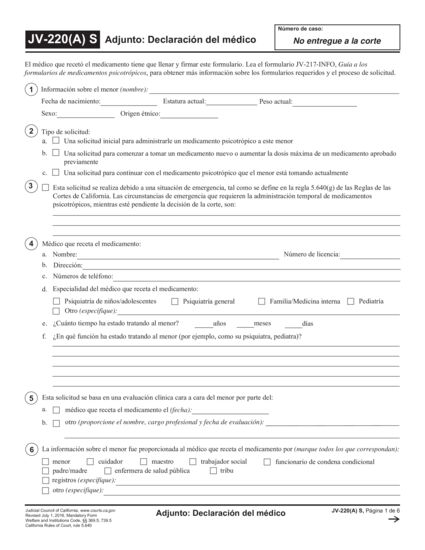 JV-220(A) S Adjunto: Declaración del médico
Número de caso:
No entregue a la corte
El médico que recetó el medicamento tiene que llenar y firmar este formulario. Lea el formulario JV-217-INFO, Guía a los
formularios de medicamentos psicotrópicos, para obtener más información sobre los formularios requeridos y el proceso de solicitud.
1 Información sobre el menor (nombre):
Fecha de nacimiento: Estatura actual: Peso actual:
Sexo: Origen étnico:
2 Tipo de solicitud:
a. Una solicitud inicial para administrarle un medicamento psicotrópico a este menor
b. Una solicitud para comenzar a tomar un medicamento nuevo o aumentar la dosis máxima de un medicamento aprobado
previamente
c. Una solicitud para continuar con el medicamento psicotrópico que el menor está tomando actualmente
3 Esta solicitud se realiza debido a una situación de emergencia, tal como se define en la regla 5.640(g) de las Reglas de las
Cortes de California. Las circunstancias de emergencia que requieren la administración temporal de medicamentos
psicotrópicos, mientras esté pendiente la decisión de la corte, son:
4 Médico que receta el medicamento:
a. Nombre: Número de licencia:
b. Dirección:
c. Números de teléfono:
d. Especialidad del médico que receta el medicamento:
Psiquiatría de niños/adolescentes Psiquiatría general Familia/Medicina interna Pediatría
Otro (especifique):
e. ¿Cuánto tiempo ha estado tratando al menor? años meses días
f. ¿En qué función ha estado tratando al menor (por ejemplo, como su psiquiatra, pediatra)?
5 Esta solicitud se basa en una evaluación clínica cara a cara del menor por parte del:
a. médico que receta el medicamento el (fecha):
b. otro (proporcione el nombre, cargo profesional y fecha de evaluación):
6 La información sobre el menor fue proporcionada al médico que receta el medicamento por (marque todos los que correspondan):
menor cuidador maestro trabajador social funcionario de condena condicional
padre/madre enfermera de salud pública tribu
registros (especifique):
otro (especifique):
Judicial Council of California, www.courts.ca.gov
Revised July 1, 2016, Mandatory Form
Welfare and Institutions Code, §§ 369.5, 739.5
California Rules of Court, rule 5.640
Adjunto: Declaración del médico
JV-220(A) S, Página 1 de 6